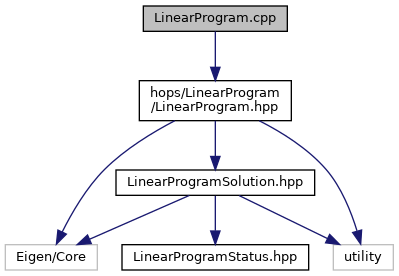 LinearProgram.cpp
hops/LinearProgram
/LinearProgram.hpp
LinearProgramSolution.hpp
Eigen/Core
LinearProgramStatus.hpp
utility